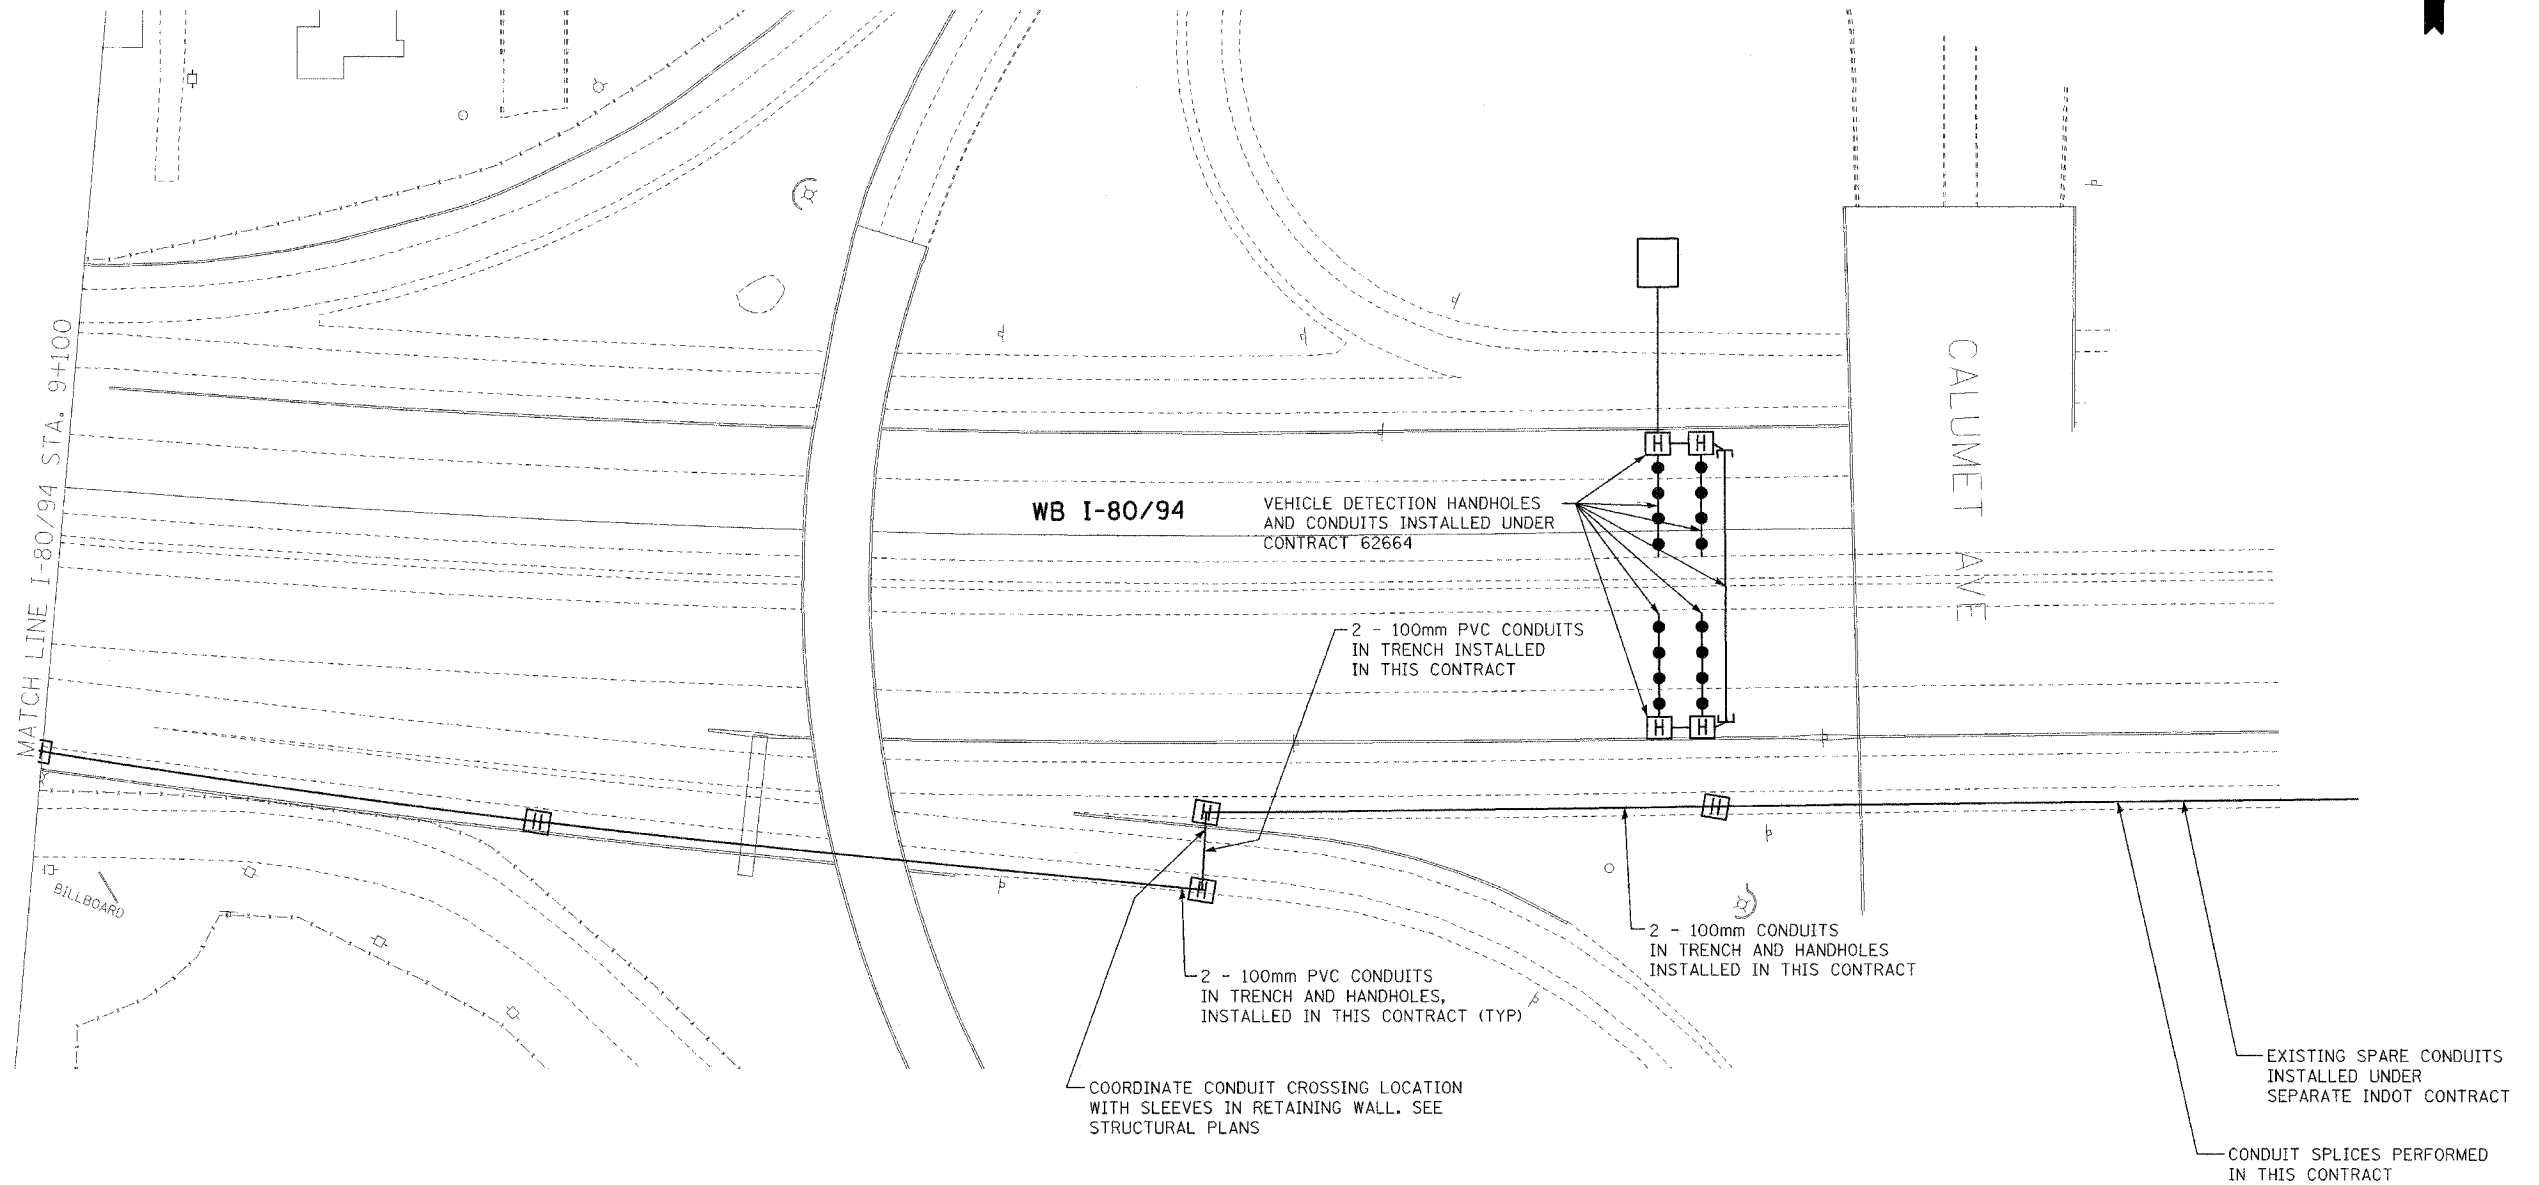 MATCH LINE I-80/94 STA. 9+100
WB I-80/94
VEHICLE DETECTION HANDHOLES
AND CONDUITS INSTALLED UNDER
CONTRACT 62664
CALUMET AVE
H H
2 - 100mm PVC CONDUITS
IN TRENCH INSTALLED
IN THIS CONTRACT
H H
H
H
H
H
H
BILLBOARD
2 - 100mm CONDUITS
IN TRENCH AND HANDHOLES
INSTALLED IN THIS CONTRACT
2 - 100mm PVC CONDUITS
IN TRENCH AND HANDHOLES,
INSTALLED IN THIS CONTRACT (TYP)
COORDINATE CONDUIT CROSSING LOCATION
WITH SLEEVES IN RETAINING WALL. SEE
STRUCTURAL PLANS
EXISTING SPARE CONDUITS
INSTALLED UNDER
SEPARATE INDOT CONTRACT
CONDUIT SPLICES PERFORMED
IN THIS CONTRACT